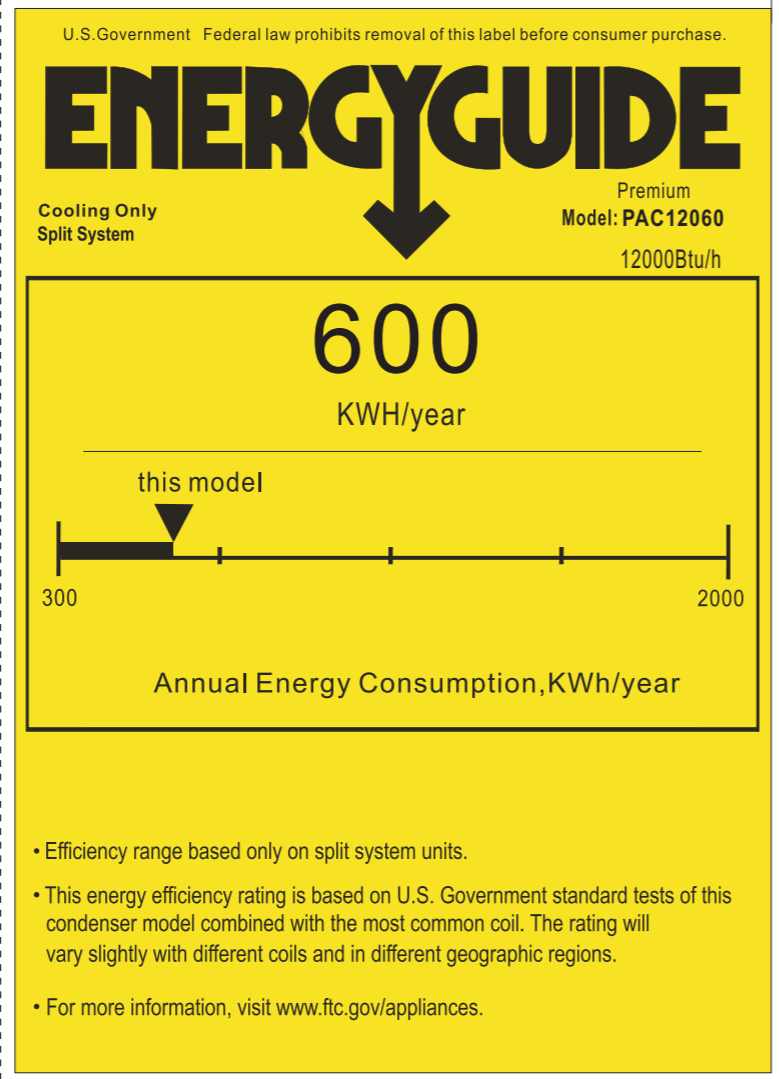 U.S.Government Federal law prohibits removal of this label before consumer purchase.
ENERGYGUIDE
Cooling Only
Split System
Premium
Model: PAC12060
12000Btu/h
600
KWH/year
this model
300
2000
Annual Energy Consumption,KWh/year
• Efficiency range based only on split system units.
• This energy efficiency rating is based on U.S. Government standard tests of this
condenser model combined with the most common coil. The rating will
vary slightly with different coils and in different geographic regions.
• For more information, visit www.ftc.gov/appliances.